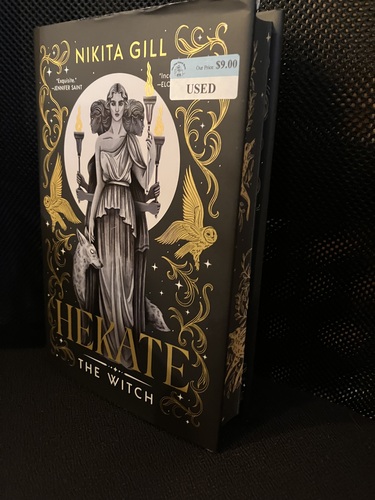 NIKITA GILL
"Exquisite."
—JENNIFER SAINT
Our Price $9.00
USED
HEKATE
THE WITCH